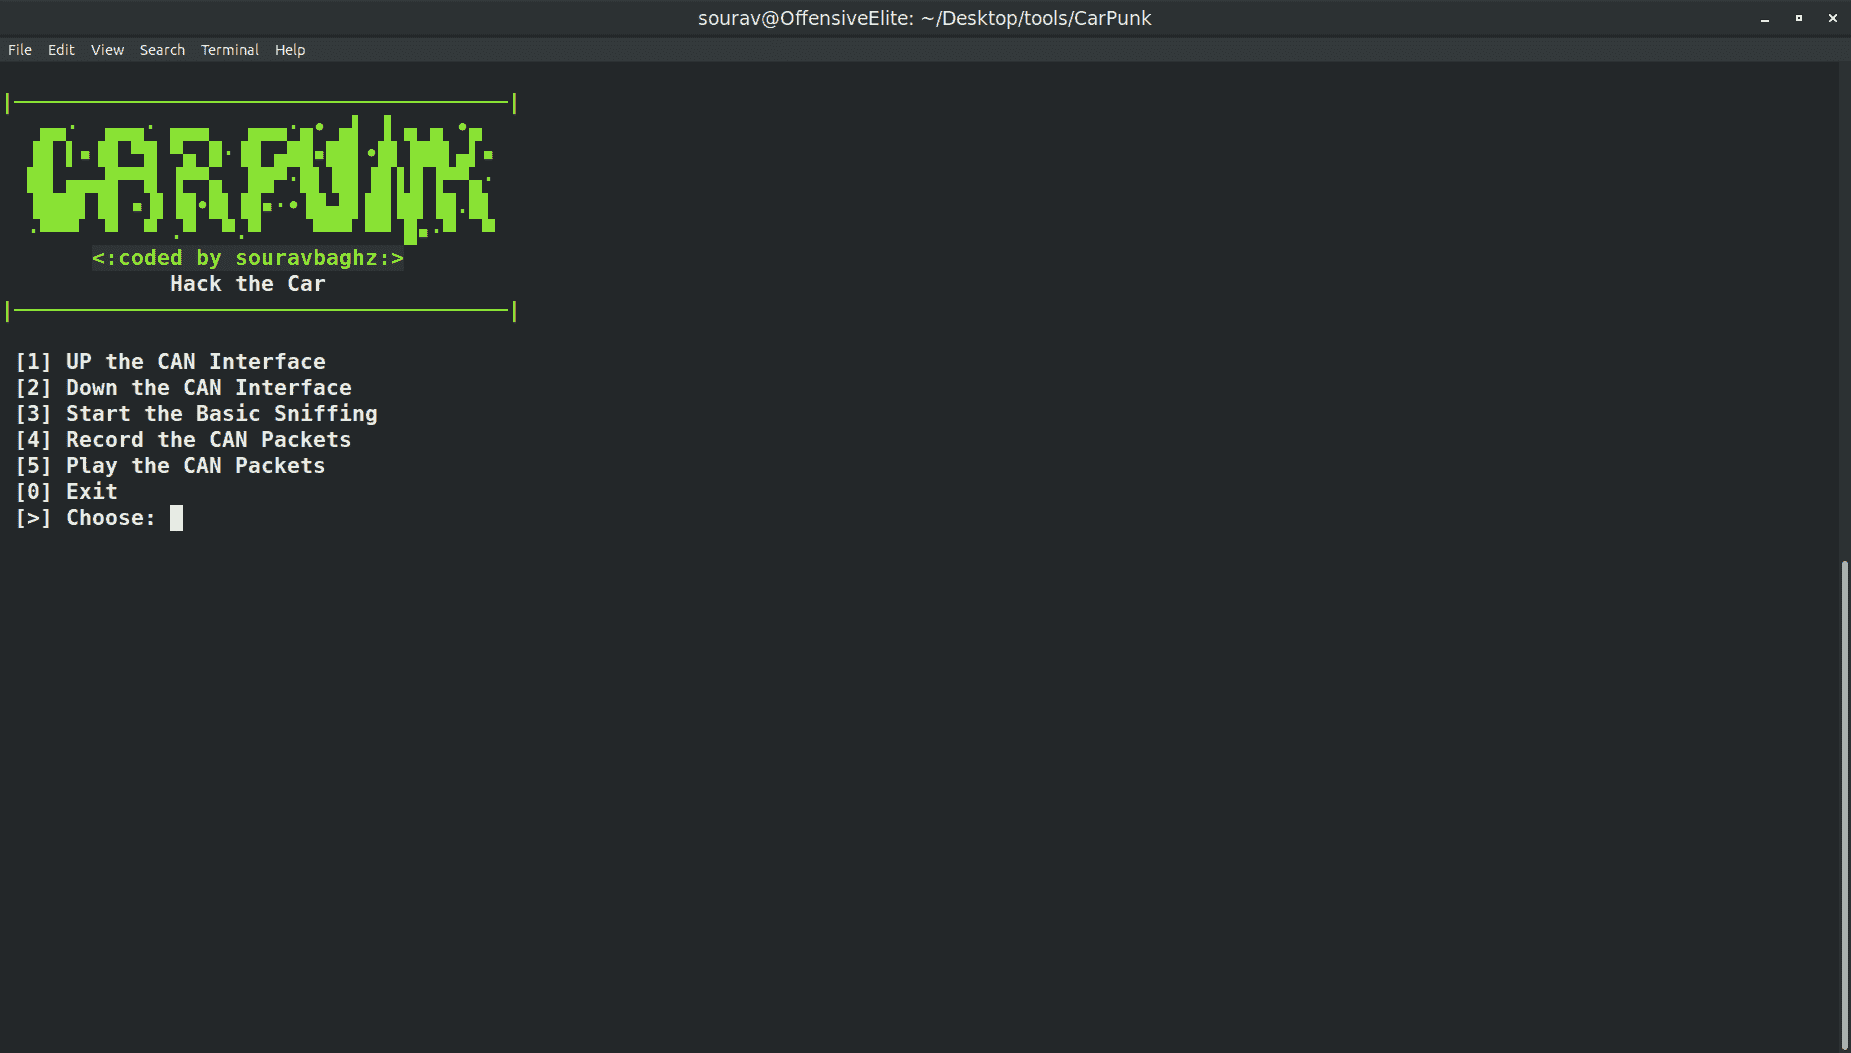 sourav@OffensiveElite: ~/Desktop/tools/CarPunk
File Edit View Search Terminal Help
CARPUNK
<:coded by souravbaghz:>
Hack the Car
[1] UP the CAN Interface
[2] Down the CAN Interface
[3] Start the Basic Sniffing
[4] Record the CAN Packets
[5] Play the CAN Packets
[0] Exit
[>] Choose: